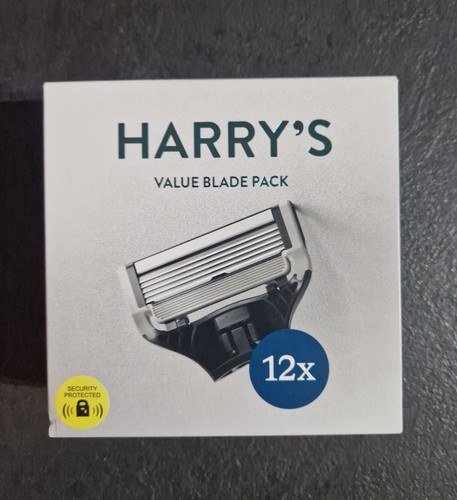 HARRY'S
VALUE BLADE PACK
12x
SECURITY
PROTECTED